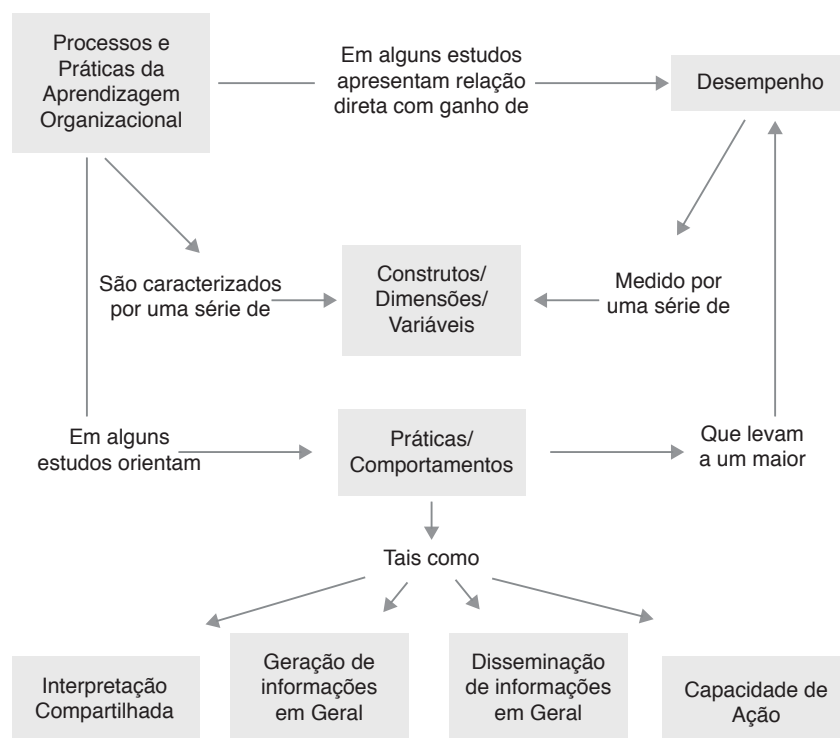 Processos e
Práticas da
Aprendizagem
Organizacional
Em alguns estudos
apresentam relação
direta com ganho de
Desempenho
São caracterizados
por uma série de
Construtos/
Dimensões/
Variáveis
Medido por
uma série de
Em alguns
estudos orientam
Práticas/
Comportamentos
Que levam
a um maior
Tais como
Interpretação
Compartilhada
Geração de
informações
em Geral
Disseminação
de informações
em Geral
Capacidade de
Ação